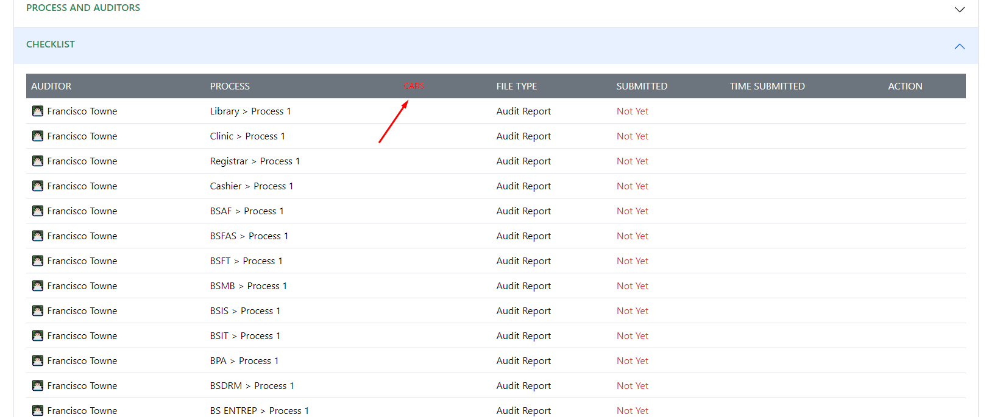 PROCESS AND AUDITORS
CHECKLIST
AUDITOR PROCESS CARS FILE TYPE SUBMITTED TIME SUBMITTED ACTION
Francisco Towne Library > Process 1 Audit Report Not Yet
Francisco Towne Clinic > Process 1 Audit Report Not Yet
Francisco Towne Registrar > Process 1 Audit Report Not Yet
Francisco Towne Cashier > Process 1 Audit Report Not Yet
Francisco Towne BSAF > Process 1 Audit Report Not Yet
Francisco Towne BSFAS > Process 1 Audit Report Not Yet
Francisco Towne BSFT > Process 1 Audit Report Not Yet
Francisco Towne BSMB > Process 1 Audit Report Not Yet
Francisco Towne BSIS > Process 1 Audit Report Not Yet
Francisco Towne BSIT > Process 1 Audit Report Not Yet
Francisco Towne BPA > Process 1 Audit Report Not Yet
Francisco Towne BSDRM > Process 1 Audit Report Not Yet
Francisco Towne BS ENTREP > Process 1 Audit Report Not Yet